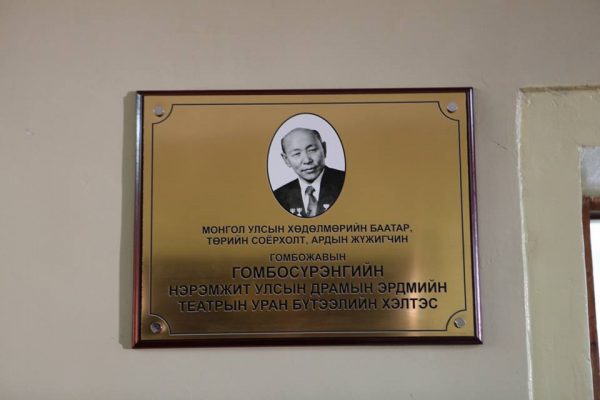 МОНГОЛ УЛСЫН ХӨДӨЛМӨРИЙН БААТАР,
ТӨРИЙН СОЁРХОЛТ, АРДЫН ЖҮЖИГЧИН
ГОМБОЖАВЫН
ГОМБОСҮРЭНГИЙН
НЭРЭМЖИТ УЛСЫН ДРАМЫН ЭРДМИЙН
ТЕАТРЫН УРАН БҮТЭЭЛИЙН ХЭЛТЭС